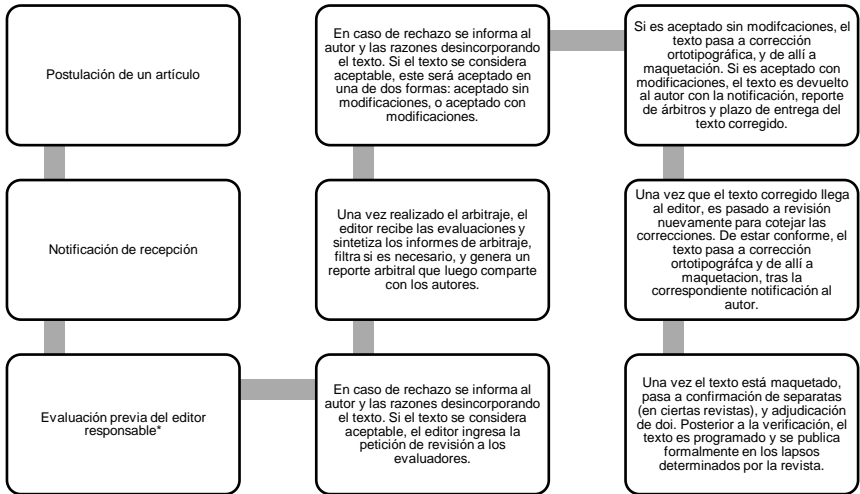 Postulación de un artículo
Notificación de recepción
Evaluación previa del editor
responsable*
En caso de rechazo se informa al
autor y las razones desincorporando
el texto. Si el texto se considera
aceptable, el editor ingresa la
petición de revisión a los
evaluadores.
Una vez realizado el arbitraje, el
editor recibe las evaluaciones y
sintetiza los informes de arbitraje,
filtra si es necesario, y genera un
reporte arbitral que luego comparte
con los autores.
En caso de rechazo se informa al
autor y las razones desincorporando
el texto. Si el texto se considera
aceptable, este será aceptado en
una de dos formas: aceptado sin
modificaciones, o aceptado con
modificaciones.
Si es aceptado sin modifcaciones, el
texto pasa a corrección
ortotipográfica, y de allí a
maquetación. Si es aceptado con
modificaciones, el texto es devuelto
al autor con la notificación, reporte
de árbitros y plazo de entrega del
texto corregido.
Una vez que el texto corregido llega
al editor, es pasado a revisión
nuevamente para cotejar las
correcciones. De estar conforme, el
texto pasa a corrección
ortotipográfca y de allí a
maquetacion, tras la
correspondiente notificación al
autor.
Una vez el texto está maquetado,
pasa a confirmación de separatas
(en ciertas revistas), y adjudicación
de doi. Posterior a la verificación, el
texto es programado y se publica
formalmente en los lapsos
determinados por la revista.